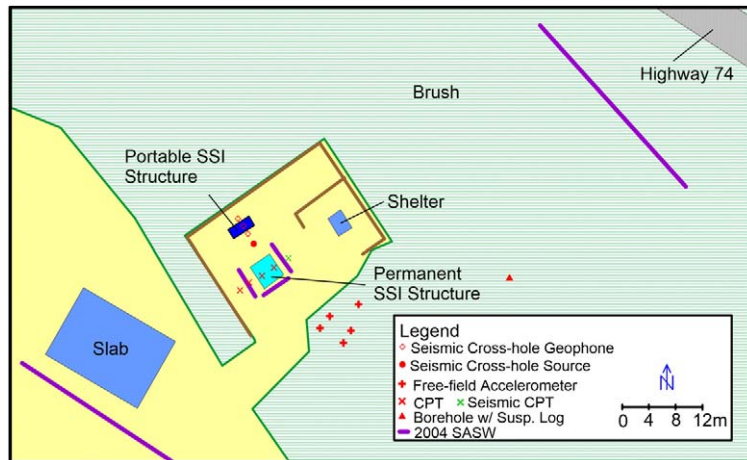 Highway 74
Brush
Portable SSI
Structure
Shelter
Permanent
SSI Structure
Slab
Legend
Seismic Cross-hole Geophone
Seismic Cross-hole Source
Free-field Accelerometer
CPT Seismic CPT
Borehole w/ Susp. Log
2004 SASW
N
0 4 8 12m